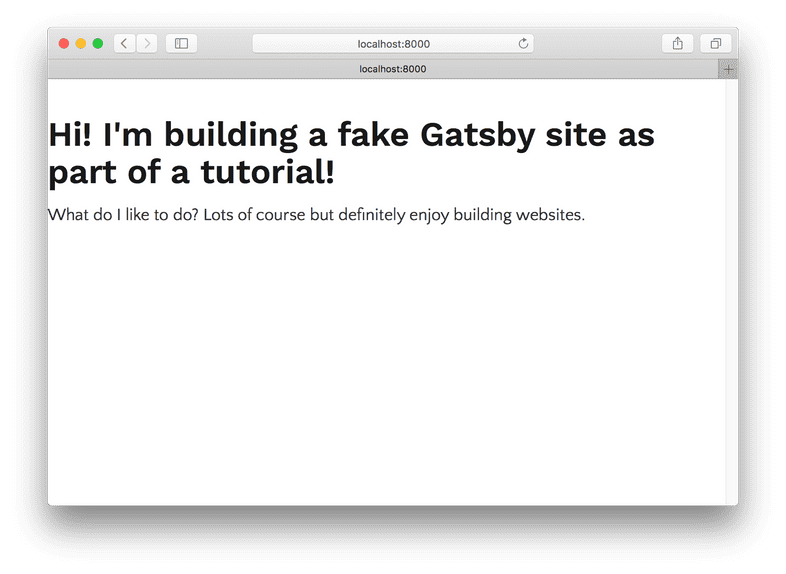 localhost:8000
localhost:8000
Hi! I'm building a fake Gatsby site as
part of a tutorial!
What do I like to do? Lots of course but definitely enjoy building websites.